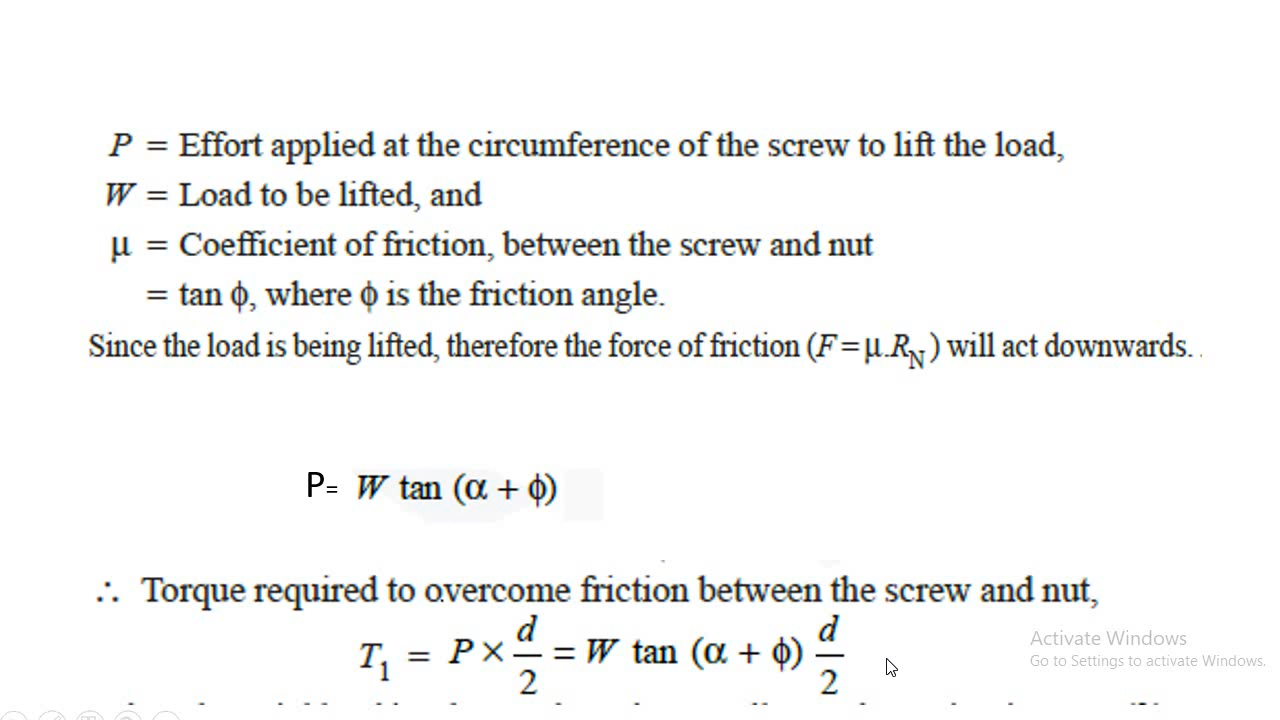 P = Effort applied at the circumference of the screw to lift the load,
W = Load to be lifted, and
μ = Coefficient of friction, between the screw and nut
= tan ϕ, where ϕ is the friction angle.
Since the load is being lifted, therefore the force of friction (F = μ.R_N) will act downwards.
P= W tan (α + ϕ)
∴ Torque required to overcome friction between the screw and nut,
T₁ = P × d/2 = W tan (α + ϕ) d/2
Activate Windows
Go to Settings to activate Windows.